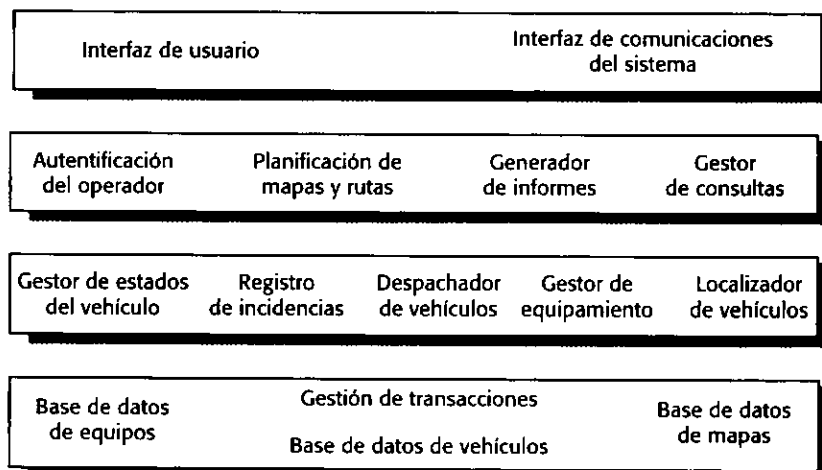 Interfaz de usuario
Interfaz de comunicaciones
del sistema
Autentificación
del operador
Planificación de
mapas y rutas
Generador
de informes
Gestor
de consultas
Gestor de estados
del vehículo
Registro
de incidencias
Despachador
de vehículos
Gestor de
equipamiento
Localizador
de vehículos
Base de datos
de equipos
Gestión de transacciones
Base de datos de vehículos
Base de datos
de mapas